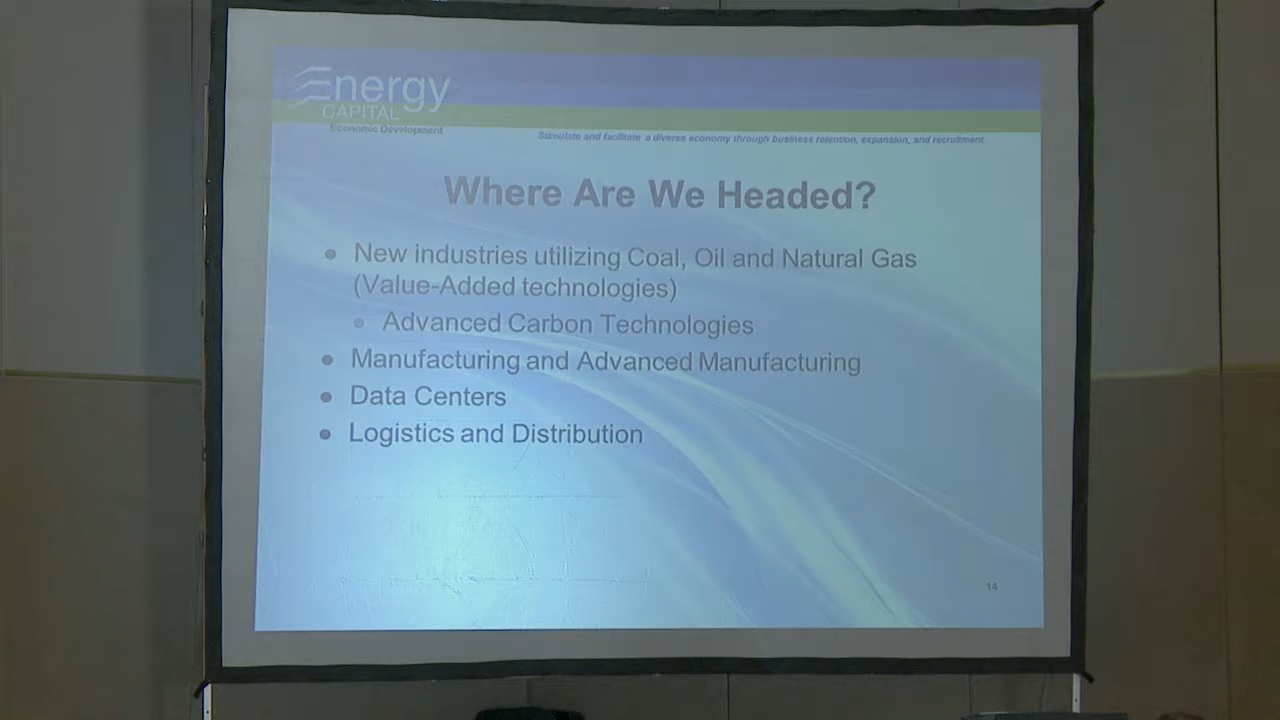 Energy
CAPITAL
Economic Development
Stimulate and facilitate a diverse economy through business retention, expansion, and recruitment.
Where Are We Headed?
• New industries utilizing Coal, Oil and Natural Gas
(Value-Added technologies)
• Advanced Carbon Technologies
• Manufacturing and Advanced Manufacturing
• Data Centers
• Logistics and Distribution
14